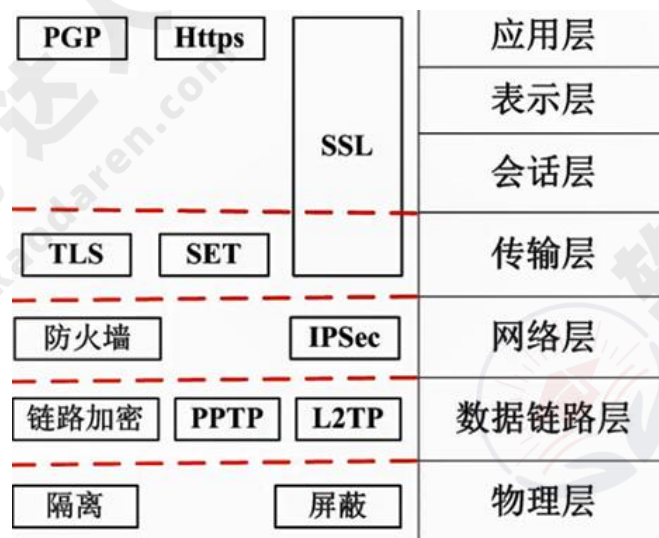 PGP Https 应用层
表示层
SSL
会话层
TLS SET 传输层
防火墙 IPSec 网络层
链路加密 PPTP L2TP 数据链路层
隔离 屏蔽 物理层